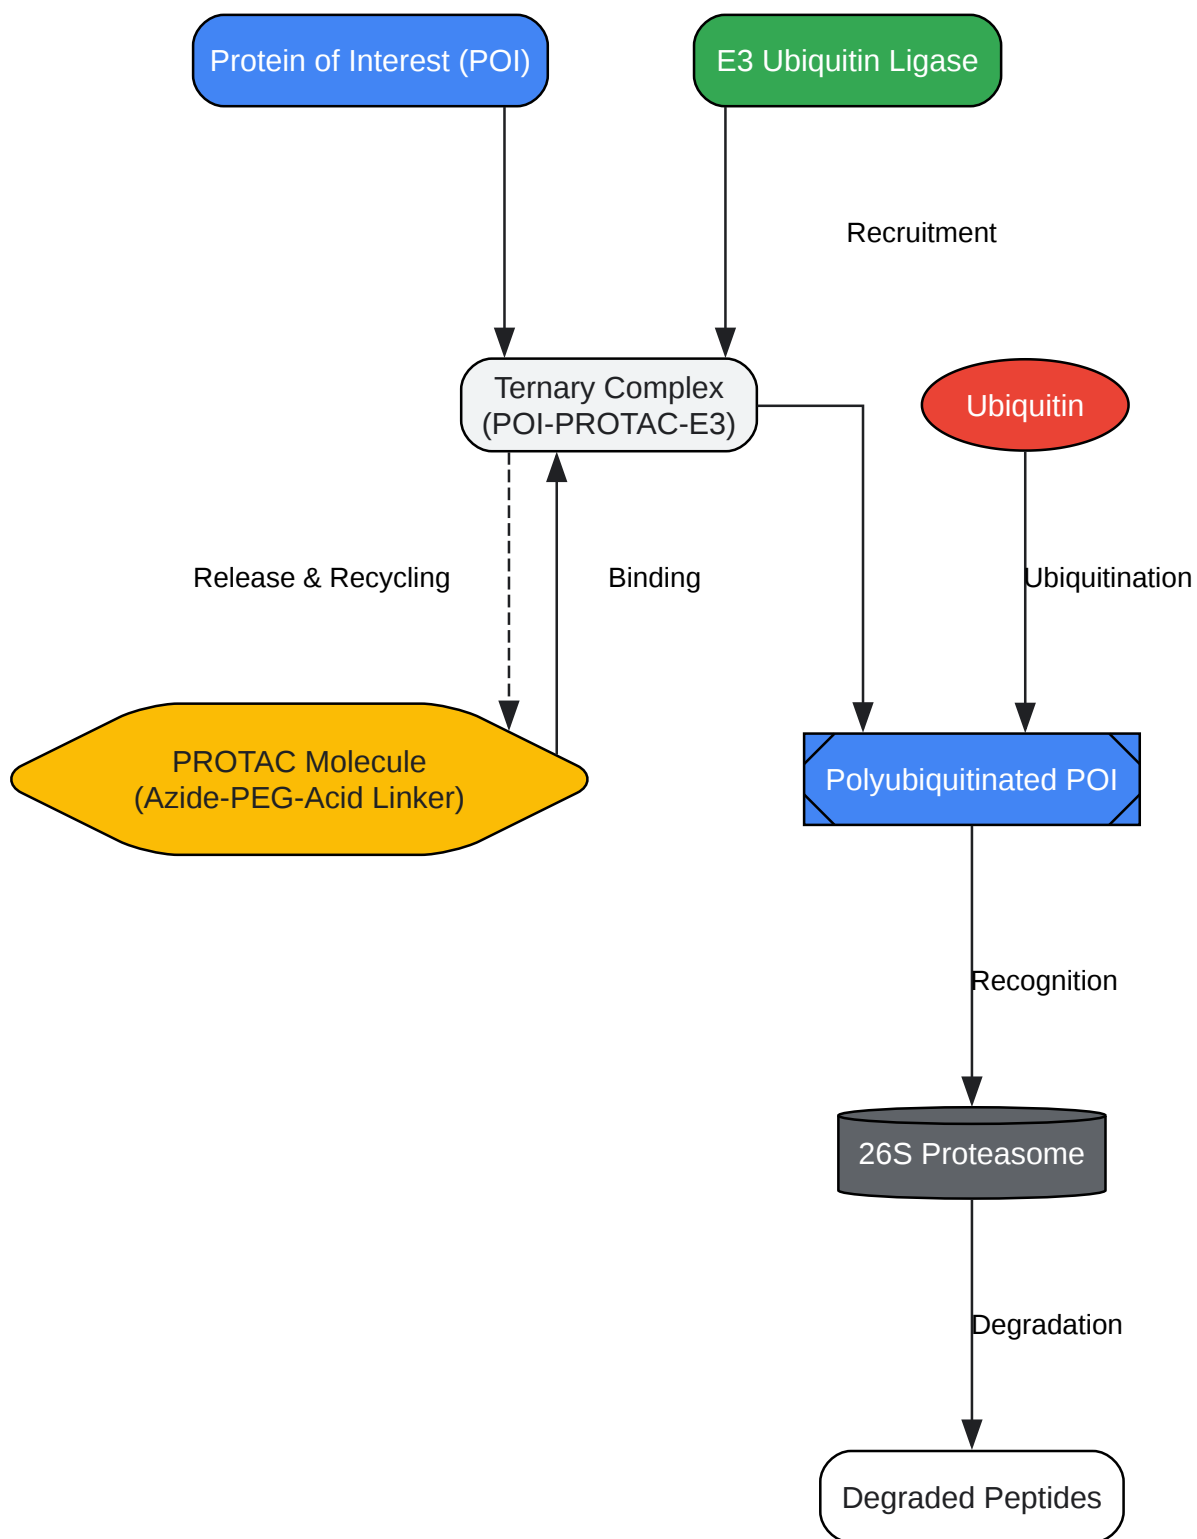 Protein of Interest (POI)
E3 Ubiquitin Ligase
Recruitment
Ternary Complex
(POI-PROTAC-E3)
Ubiquitin
Release & Recycling
Binding
Ubiquitination
PROTAC Molecule
(Azide-PEG-Acid Linker)
Polyubiquitinated POI
Recognition
26S Proteasome
Degradation
Degraded Peptides